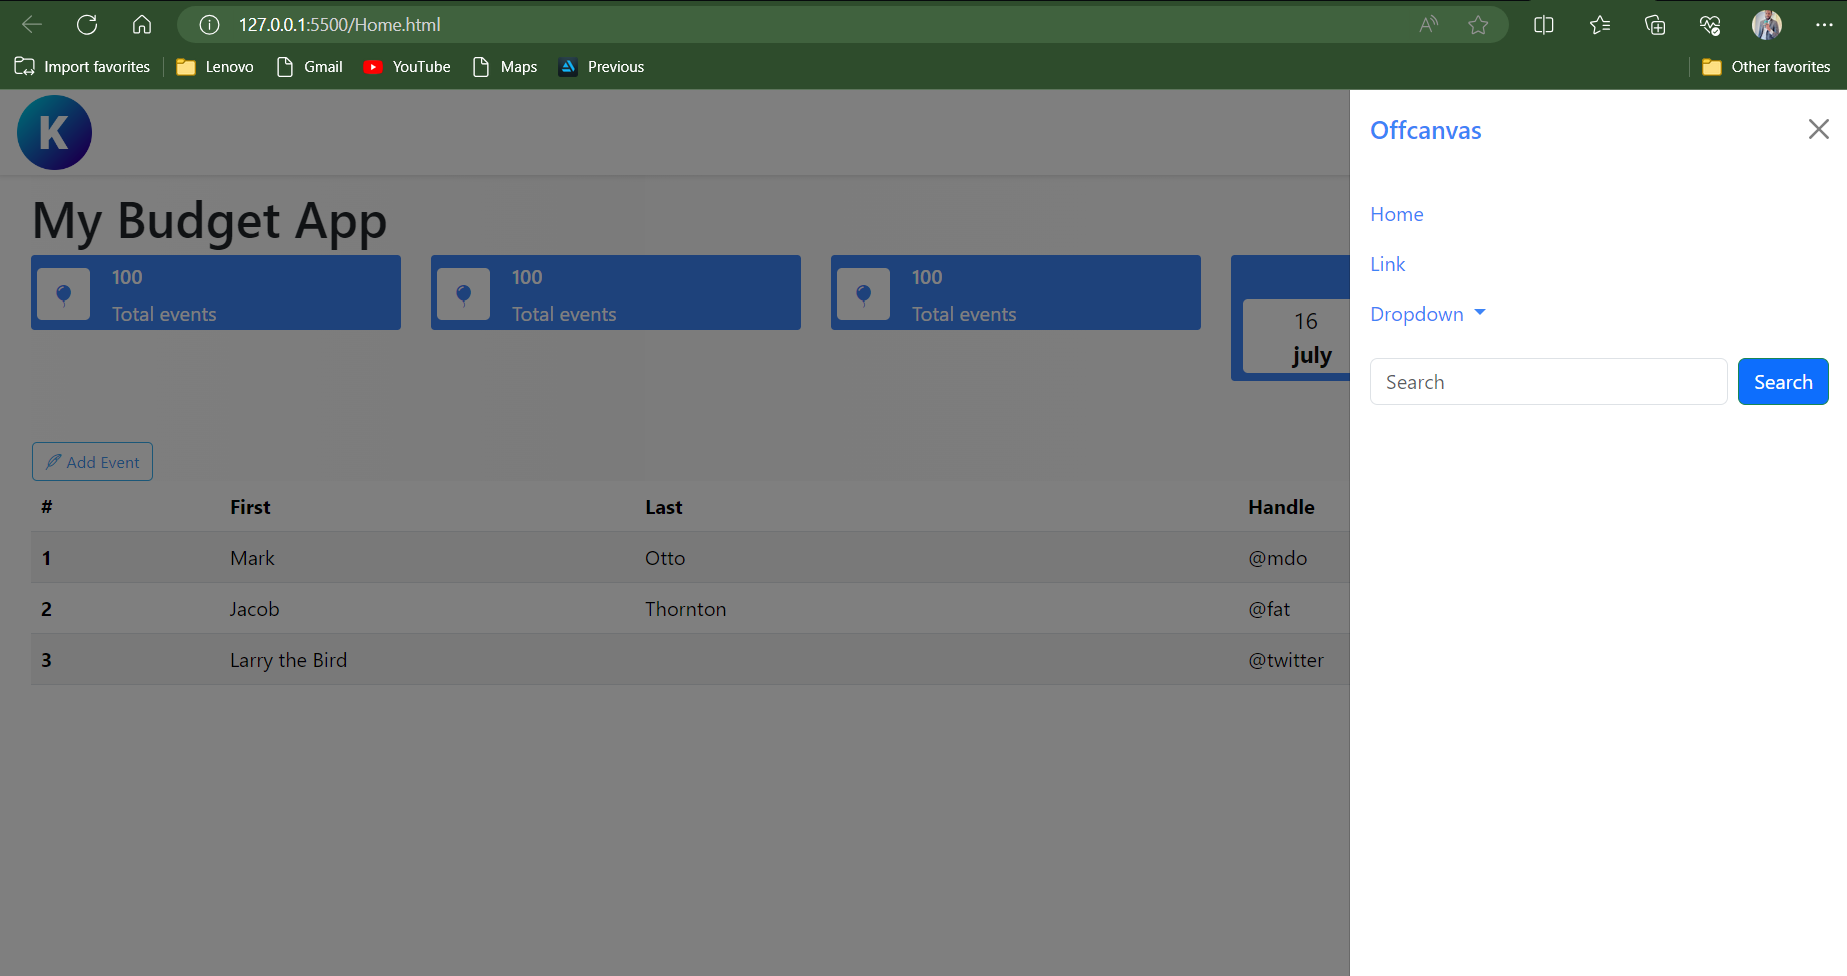 127.0.0.1:5500/Home.html
Import favorites Lenovo Gmail YouTube Maps Previous Other favorites
K
Offcanvas
My Budget App
Home
Link
Dropdown
Search Search
100
Total events
100
Total events
100
Total events
16
july
Add Event
# First Last Handle
1 Mark Otto @mdo
2 Jacob Thornton @fat
3 Larry the Bird @twitter